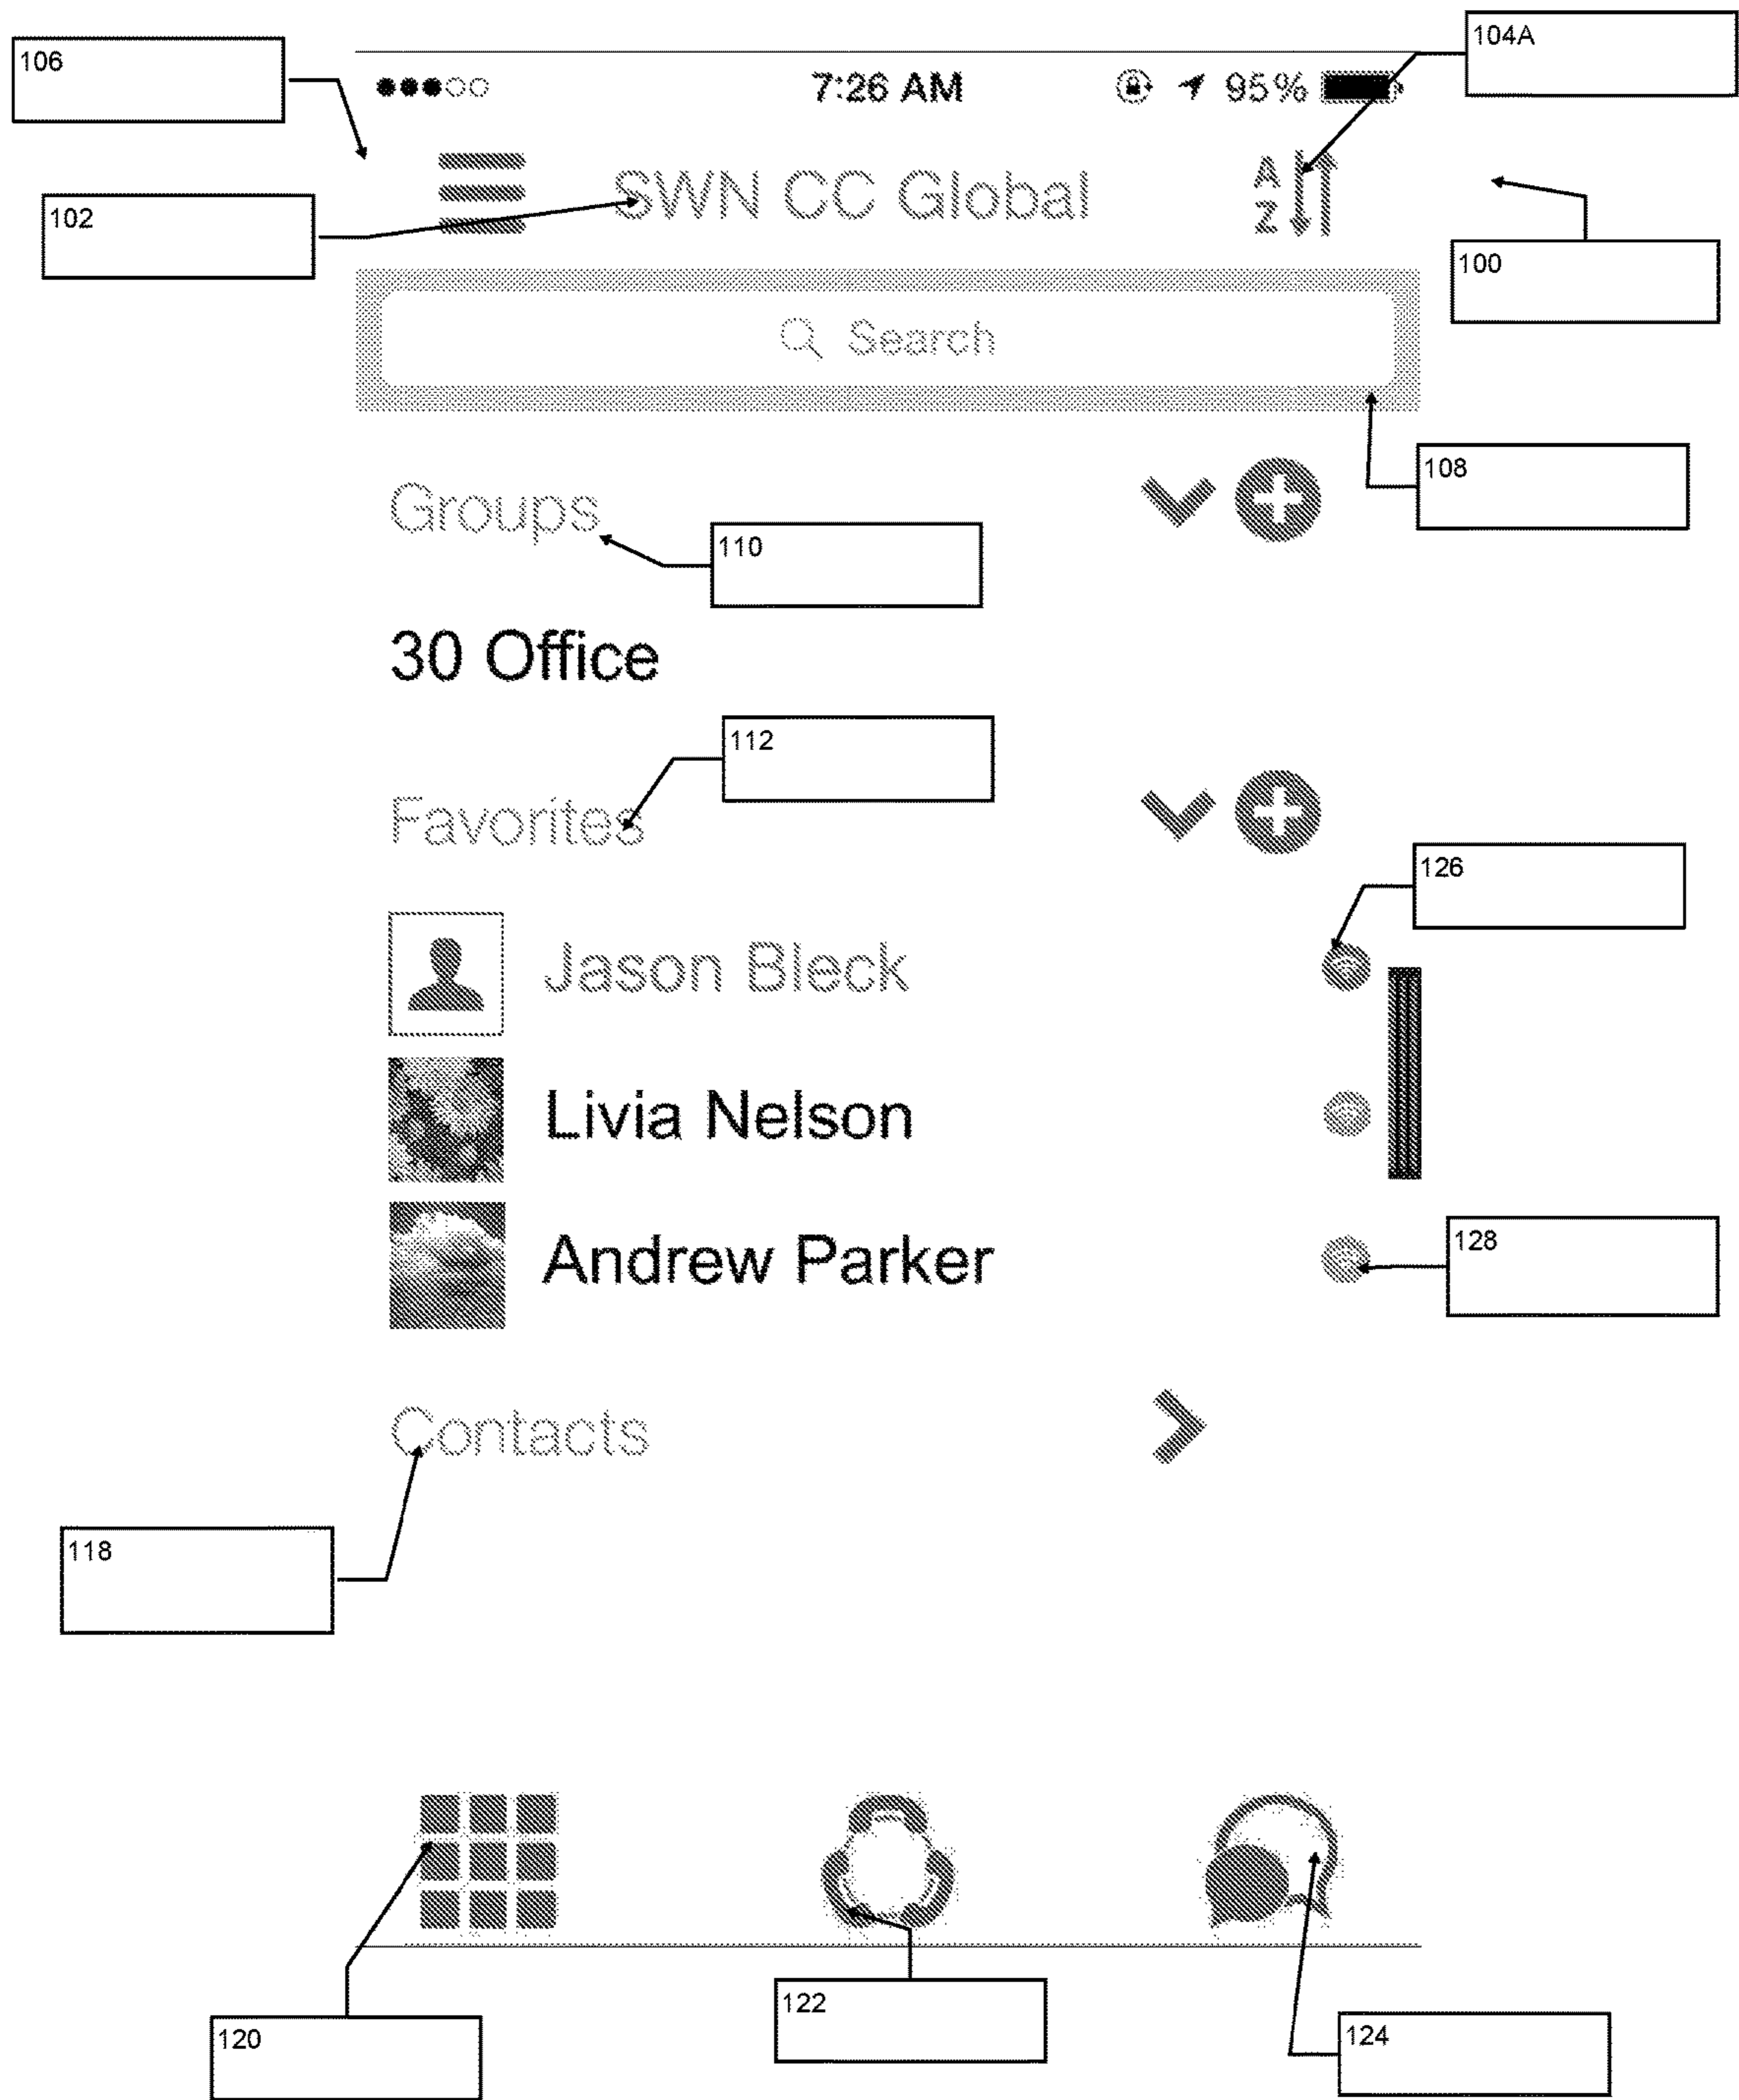 104A
106
7:26 AM 95%
A
Z
SWN CC Global
102
100
Search
108
Groups
110
30 Office
112
Favorites
126
Jason Bleck
Livia Nelson
128
Andrew Parker
Contacts
118
122
120
124